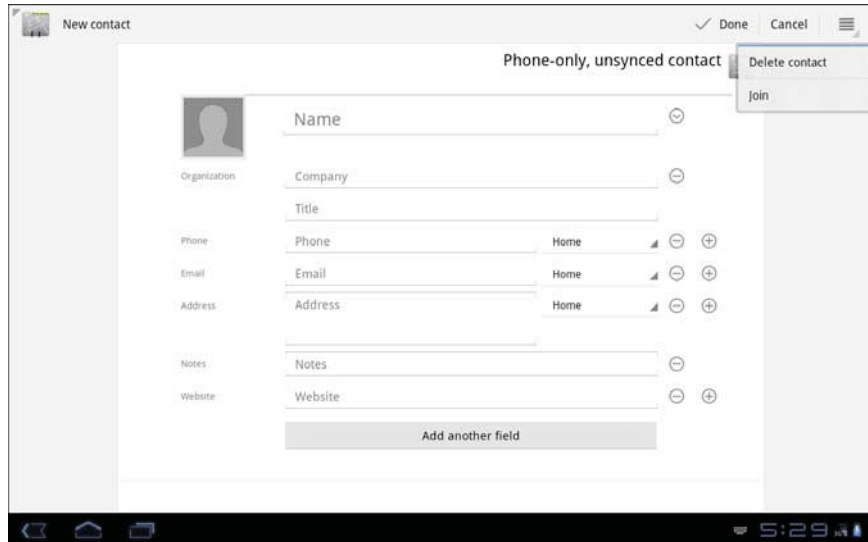 New contact
Done
Cancel
Phone-only, unsynced contact
Delete contact
Join
Name
Organization
Company
Title
Phone
Phone
Home
Email
Email
Home
Address
Address
Home
Notes
Notes
Website
Website
Add another field
5:29